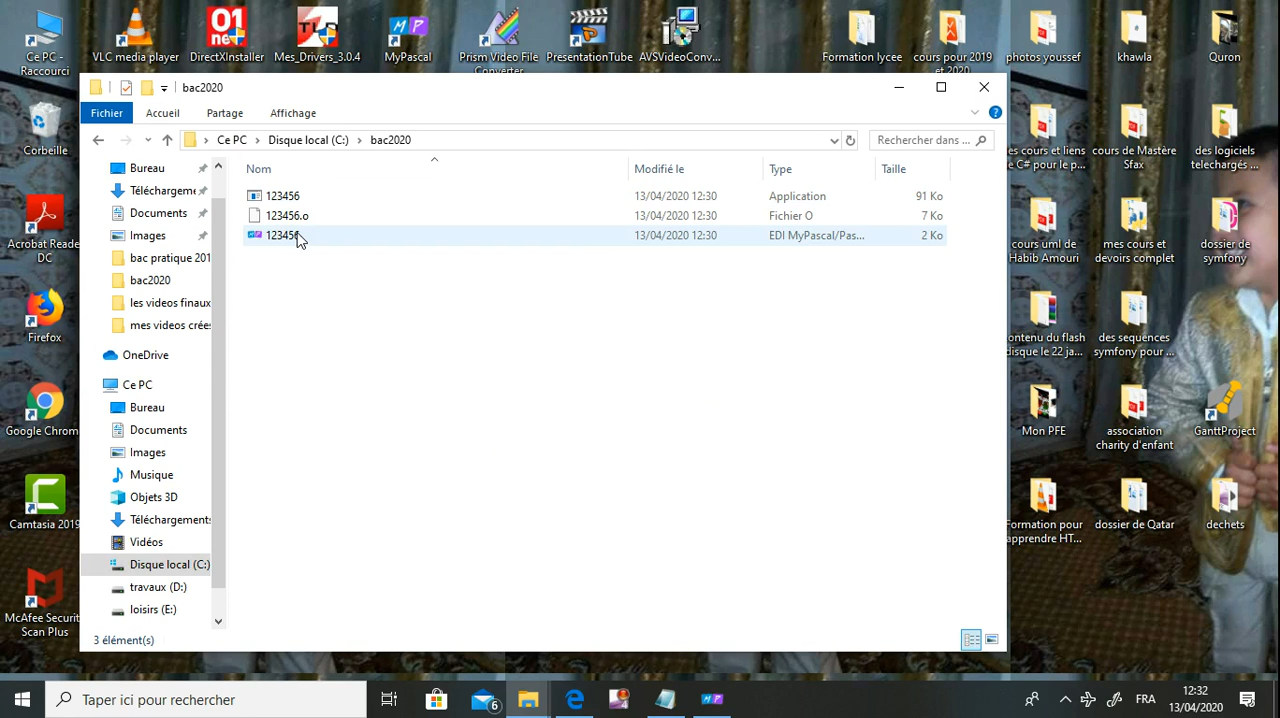 Ce PC -
Raccourci
VLC media player
01
net
DirectXInstaller
Mes_Drivers_3.0.4
MyPascal
Prism Video File
Converter
PresentationTube
AVSVideoConv...
Formation lycee
cours pour 2019
et 2020
photos youssef
khawla
Quron
bac2020
Fichier
Accueil
Partage
Affichage
Ce PC
Disque local (C:)
bac2020
Rechercher dans ...
Nom
Modifié le
Type
Taille
123456
13/04/2020 12:30
Application
91 Ko
123456.o
13/04/2020 12:30
Fichier O
7 Ko
123456
13/04/2020 12:30
EDI MyPascal/Pas...
2 Ko
Bureau
Téléchargeme
Documents
Images
bac pratique 201
bac2020
les videos finaux
mes videos crées
OneDrive
Ce PC
Bureau
Documents
Images
Musique
Objets 3D
Téléchargements
Vidéos
Disque local (C:)
travaux (D:)
loisirs (E:)
3 élément(s)
Corbeille
Acrobat Reade
DC
Firefox
Google Chrom
Camtasia 2019
McAfee Securit
Scan Plus
es cours et liens
e C# pour le p...
cours de Mastère
Sfax
des logiciels
telechargés ...
cours uml de
Habib Amouri
mes cours et
devoirs complet
dossier de
symfony
ontenu du flash
disque le 22 ja...
des sequences
symfony pour ...
Mon PFE
association
charity d'enfant
GanttProject
Formation pour
apprendre HT...
dossier de Qatar
dechets
Taper ici pour rechercher
6
FRA
12:32
13/04/2020